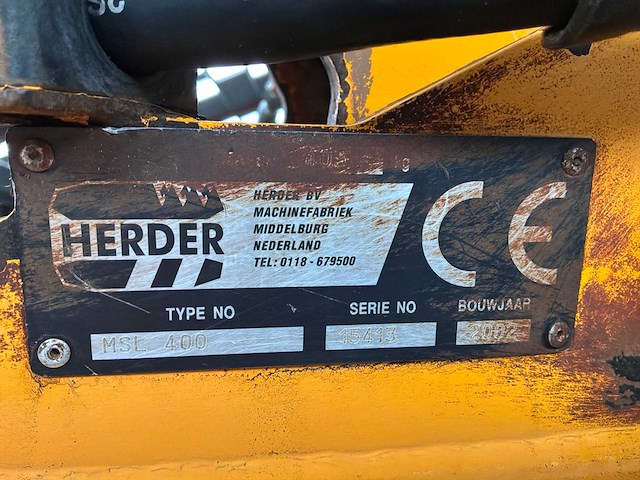 kg
HERDER
HERDER BV
MACHINEFABRIEK
MIDDELBURG
NEDERLAND
TEL: 0118 - 679500
CE
TYPE NO SERIE NO BOUWJAAR
MSL 400 15413 2002